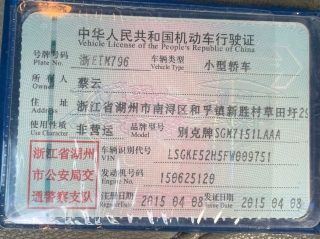 中华人民共和国机动车行驶证
Vehicle License of the People's Republic of China
号牌号码 浙EIM796 车辆类型 小型轿车
Plate No. Vehicle Type
所有人 蔡云
Owner
住址 浙江省湖州市南浔区和孚镇新胜村草田圩29
Address
使用性质 非营运 品牌型号 别克牌SGM7151LAAA
Use Character Model
浙江省湖州 车辆识别代号 LSGKE52H5FW009751
市公安局交 VIN
通警察支队 发动机号码 150625120
Engine No.
注册日期 2015 04 08 发证日期 2015 04 08
Register Date Issue Date